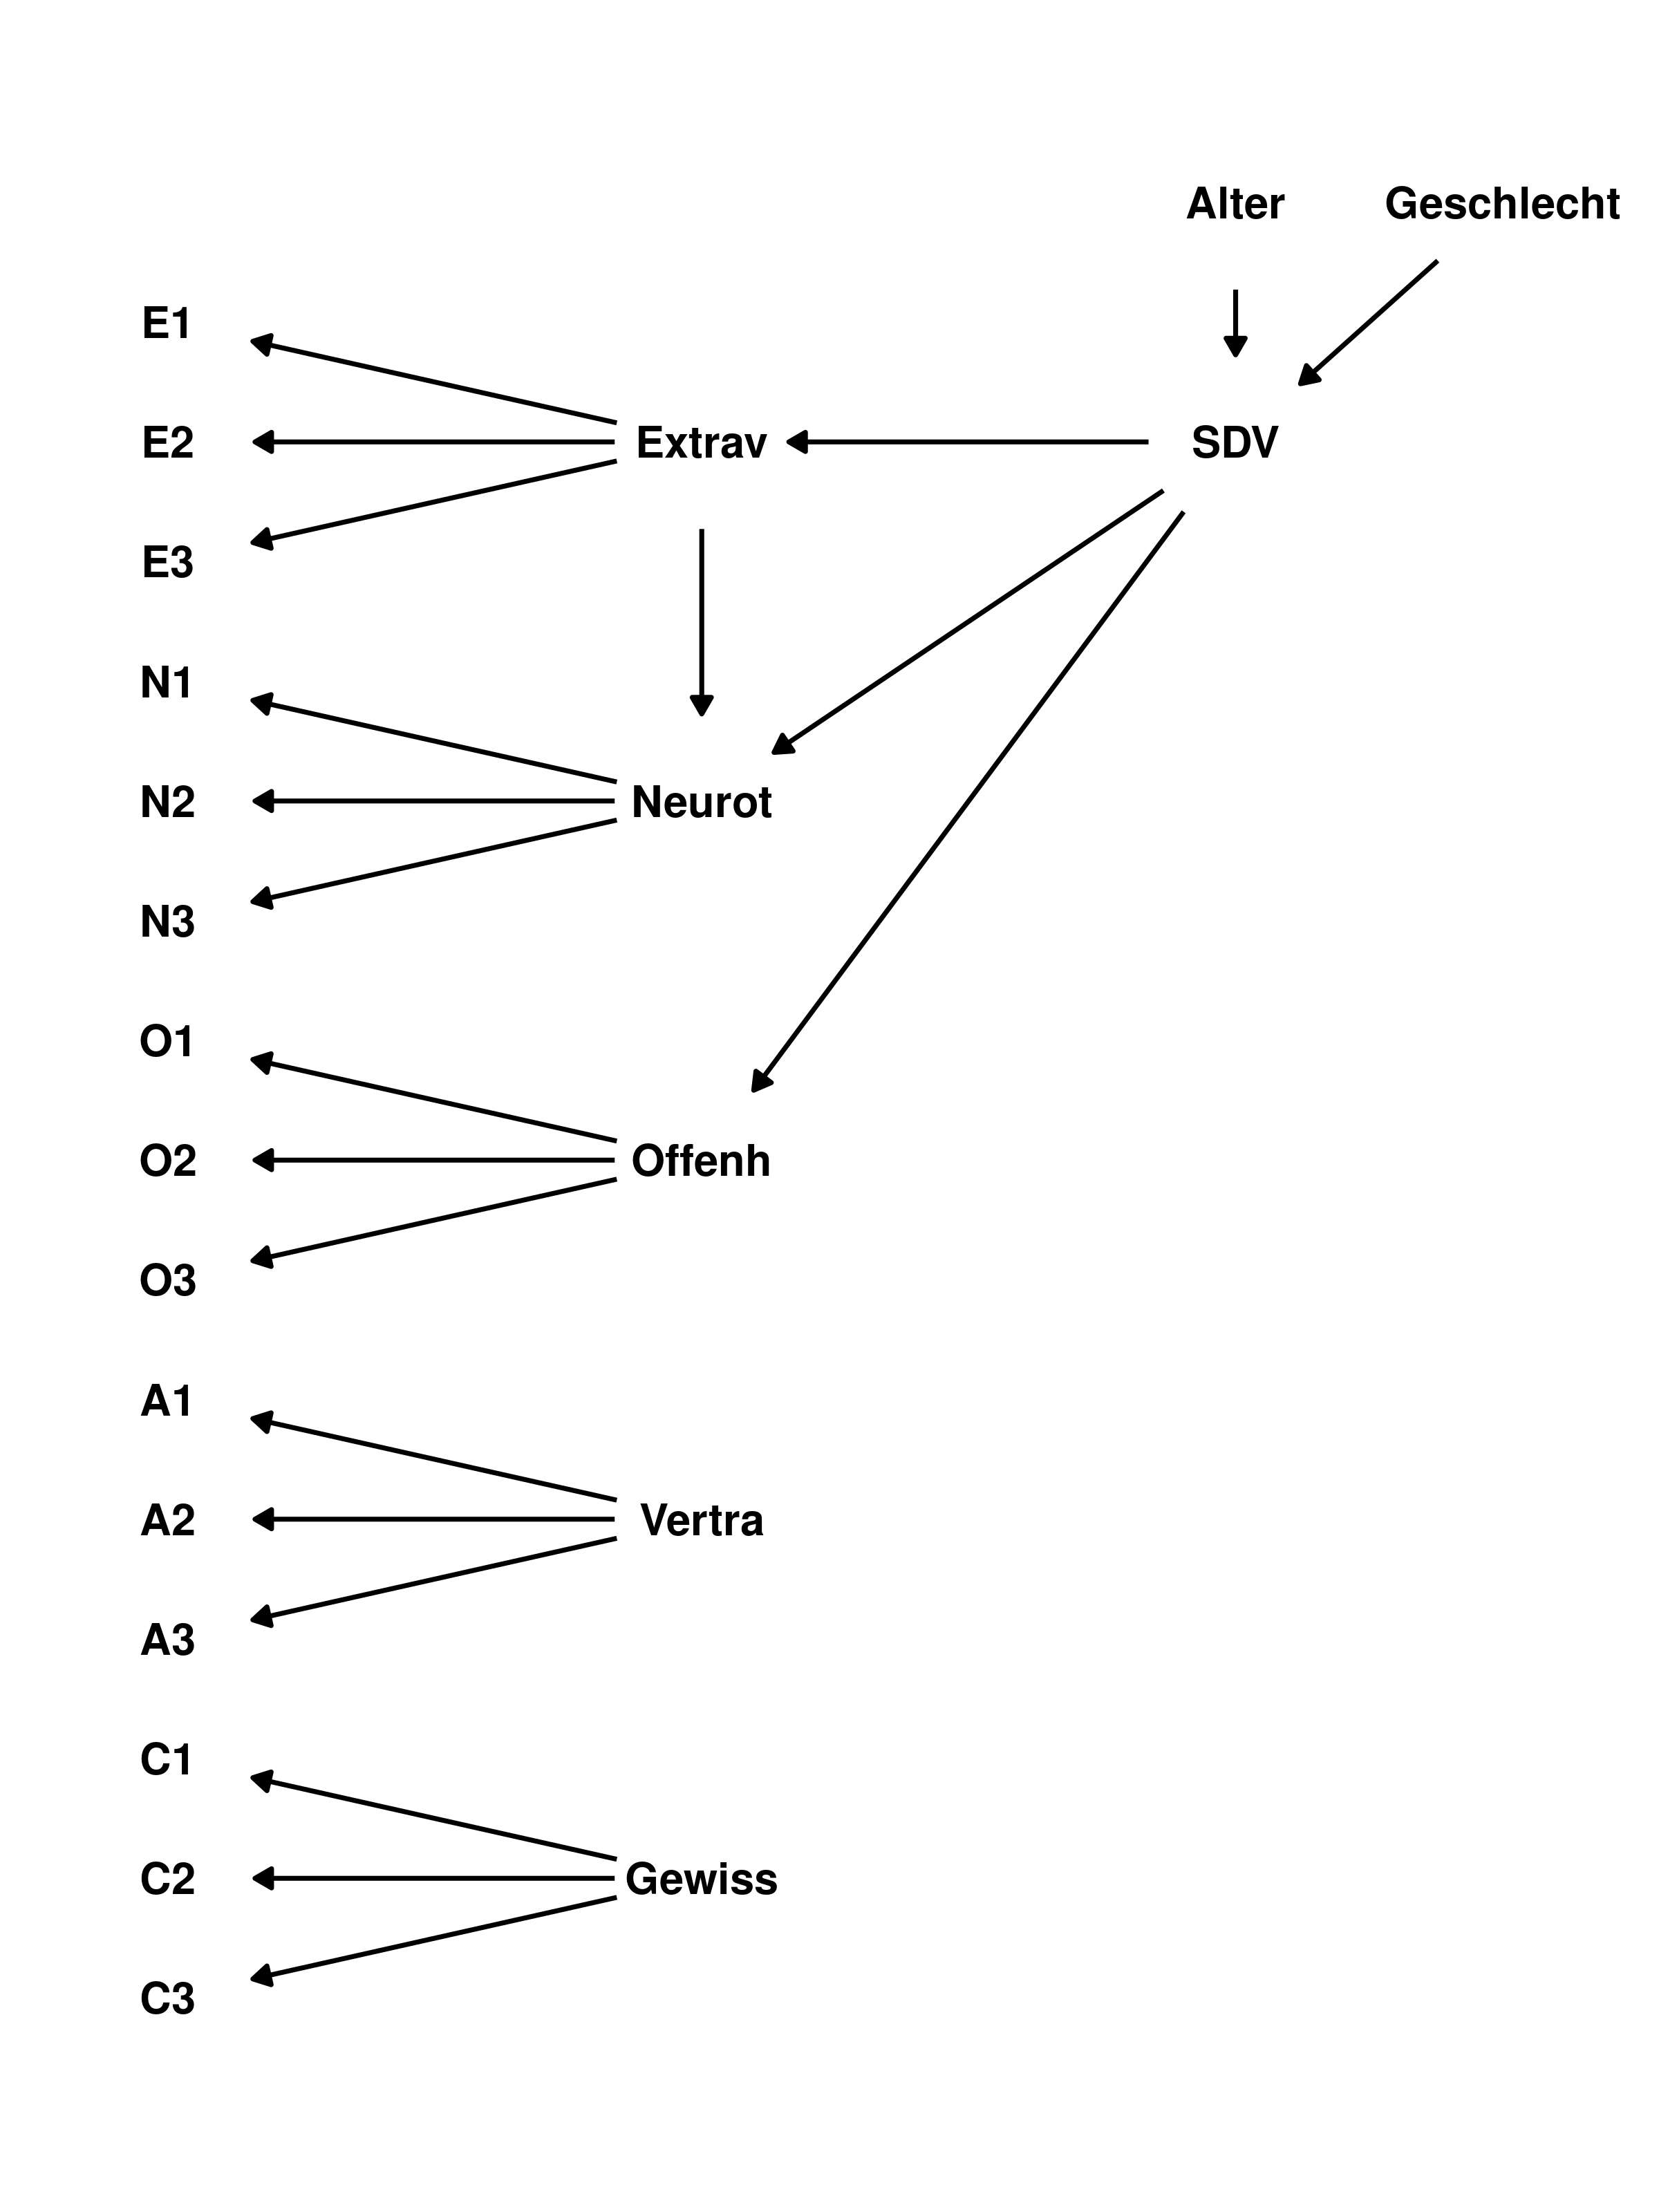 Alter Geschlecht
E1
E2 Extrav SDV
E3
N1
N2 Neurot
N3
O1
O2 Offenh
O3
A1
A2 Vertra
A3
C1
C2 Gewiss
C3